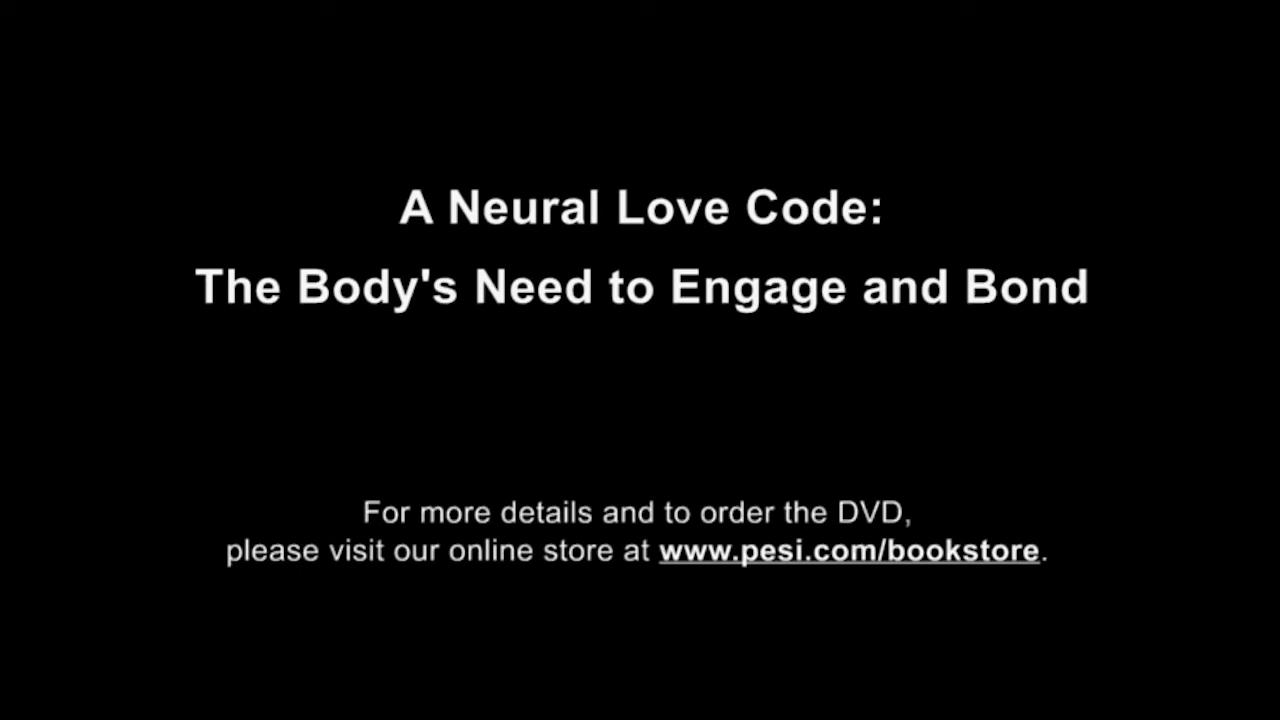 A Neural Love Code:
The Body's Need to Engage and Bond
For more details and to order the DVD,
please visit our online store at www.pesi.com/bookstore.